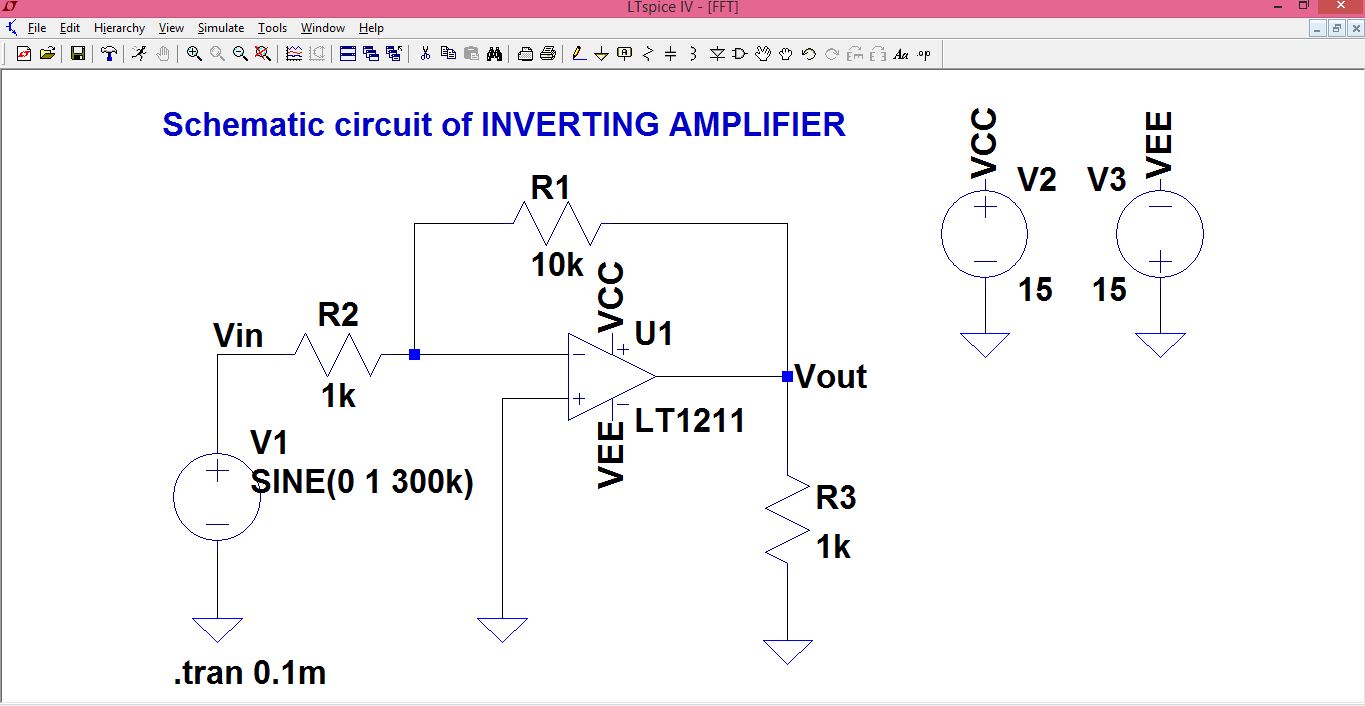 LTspice IV - [FFT]
File Edit Hierarchy View Simulate Tools Window Help
Aa .op
Schematic circuit of INVERTING AMPLIFIER
VCC
VEE
V2
V3
15
15
R1
10k
VCC
R2
Vin
1k
U1
Vout
LT1211
VEE
V1
SINE(0 1 300k)
R3
1k
.tran 0.1m